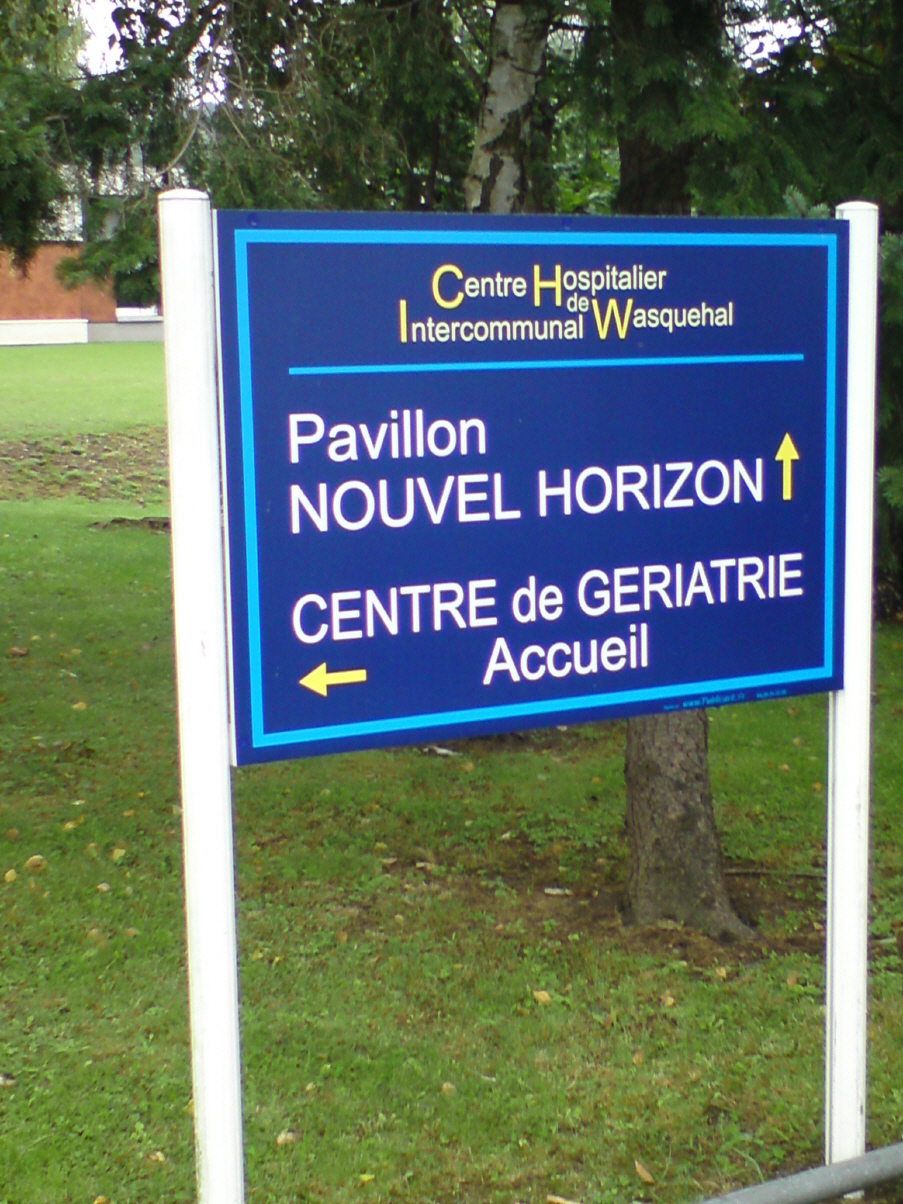 Centre Hospitalier
de
Intercommunal Wasquehal
Pavillon
NOUVEL HORIZON
CENTRE de GERIATRIE
Accueil